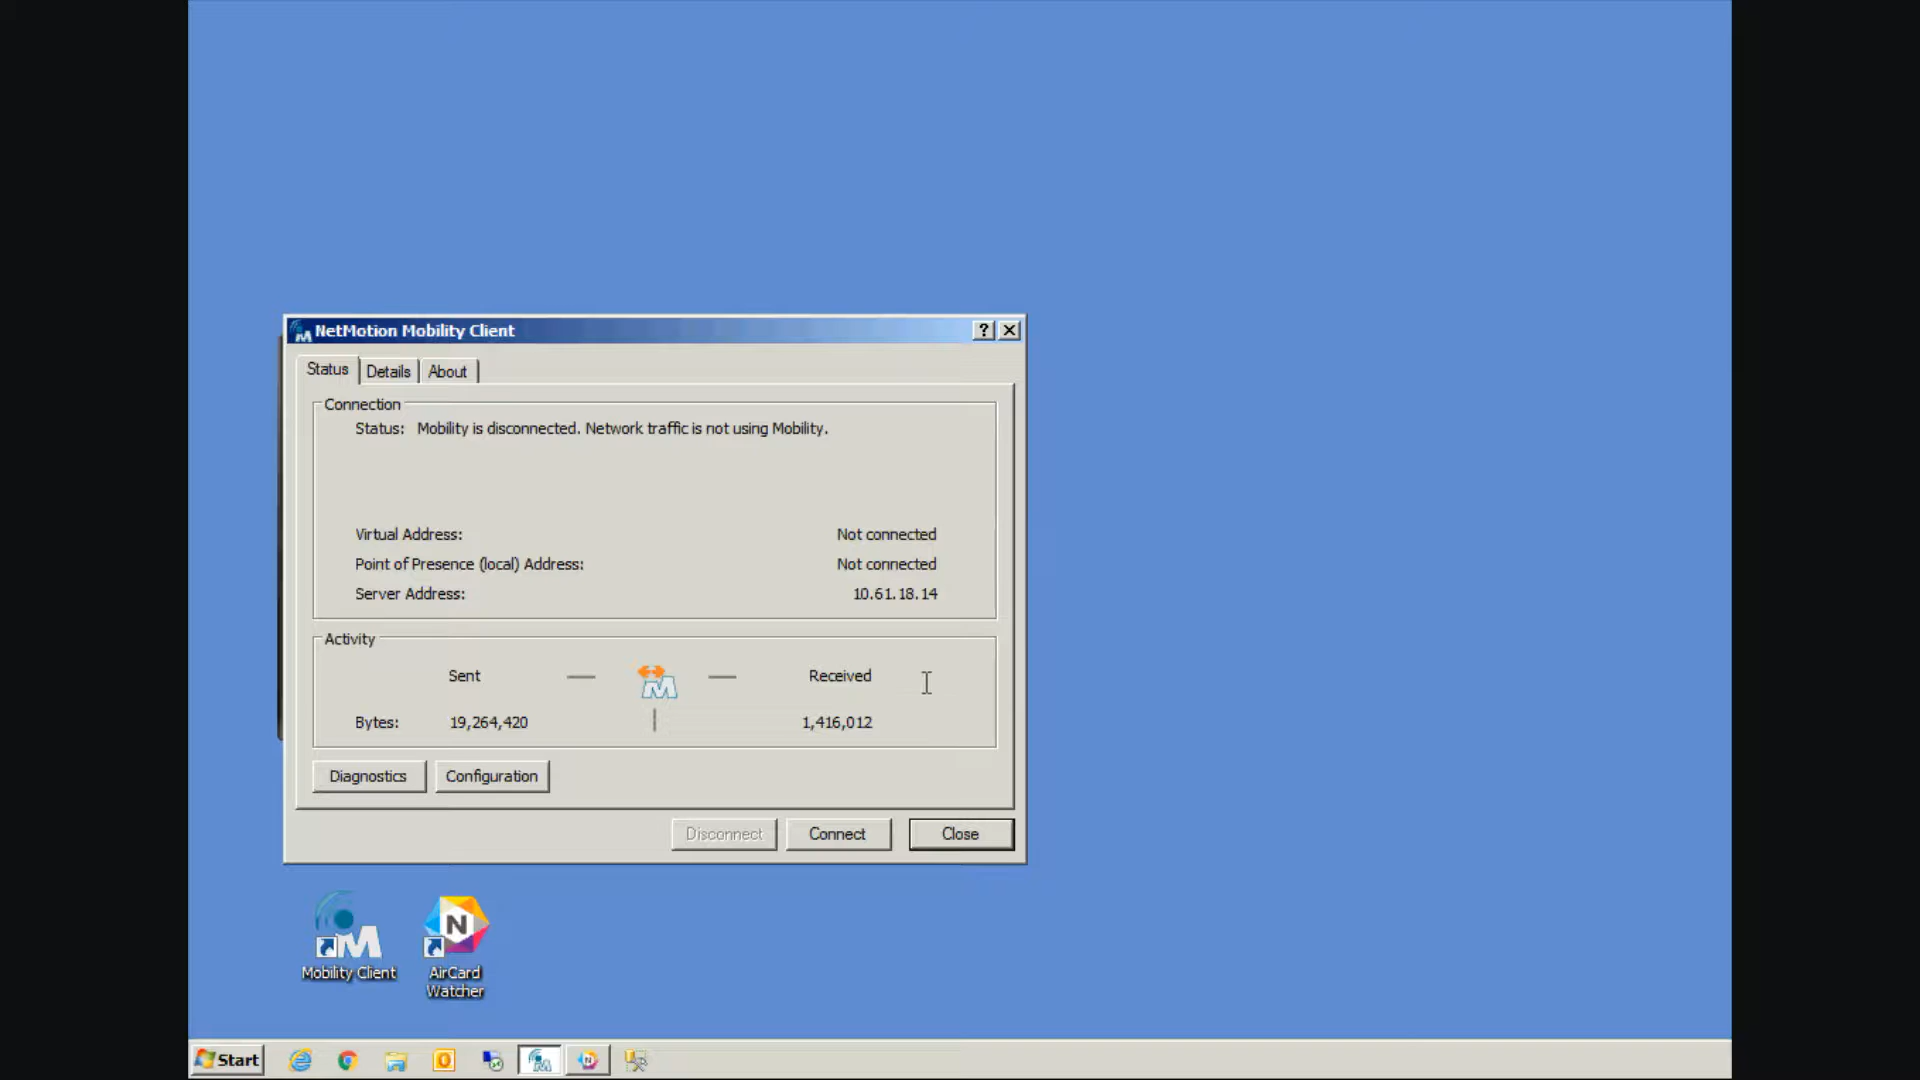 NetMotion Mobility Client
Status Details About
Connection
Status: Mobility is disconnected. Network traffic is not using Mobility.
Virtual Address: Not connected
Point of Presence (local) Address: Not connected
Server Address: 10.61.18.14
Activity
Sent Received
Bytes: 19,264,420 1,416,012
Diagnostics Configuration
Disconnect Connect Close
Mobility Client
AirCard
Watcher
Start